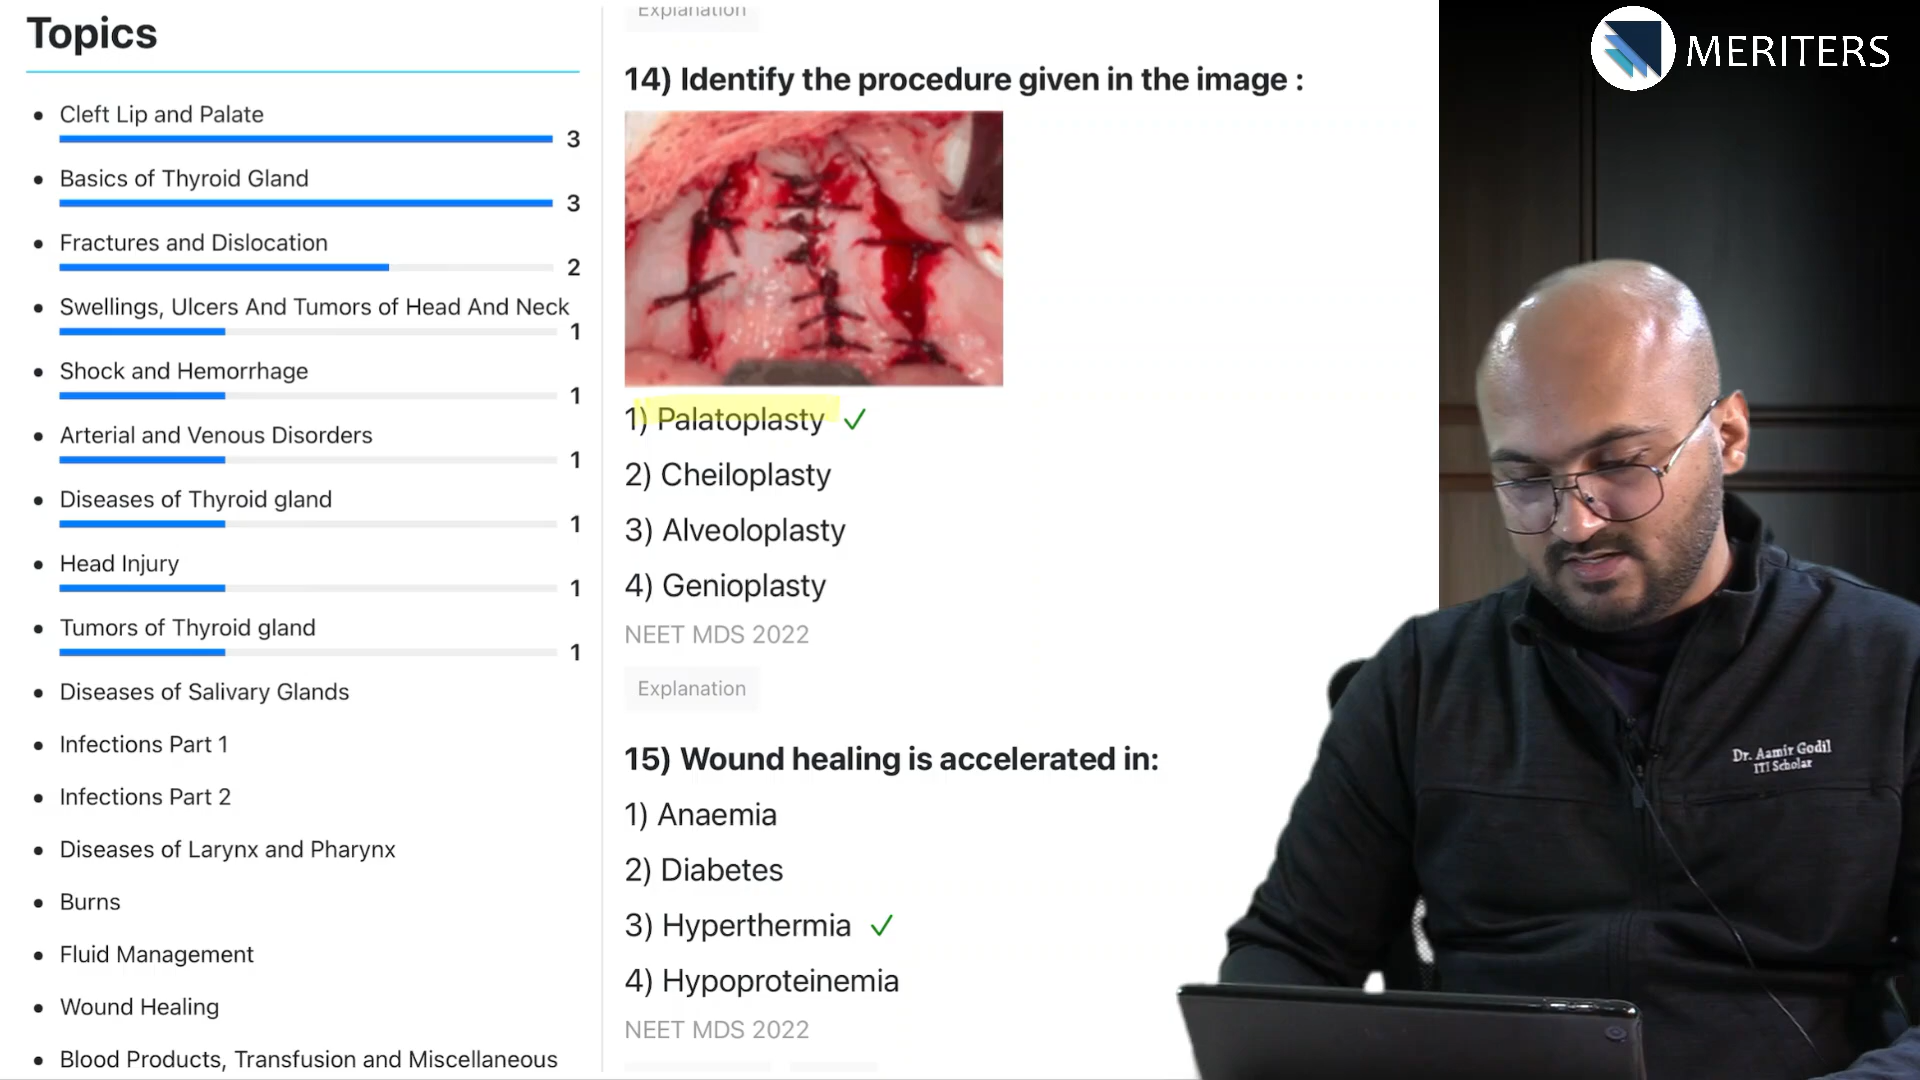 Topics
Cleft Lip and Palate
3
Basics of Thyroid Gland
3
Fractures and Dislocation
2
Swellings, Ulcers And Tumors of Head And Neck
1
Shock and Hemorrhage
1
Arterial and Venous Disorders
1
Diseases of Thyroid gland
1
Head Injury
1
Tumors of Thyroid gland
1
Diseases of Salivary Glands
Infections Part 1
Infections Part 2
Diseases of Larynx and Pharynx
Burns
Fluid Management
Wound Healing
Blood Products, Transfusion and Miscellaneous
Explanation
14) Identify the procedure given in the image :
1) Palatoplasty ✓
2) Cheiloplasty
3) Alveoloplasty
4) Genioplasty
NEET MDS 2022
Explanation
15) Wound healing is accelerated in:
1) Anaemia
2) Diabetes
3) Hyperthermia ✓
4) Hypoproteinemia
NEET MDS 2022
MERITERS
Dr. Aamir Godil
ITI Scholar